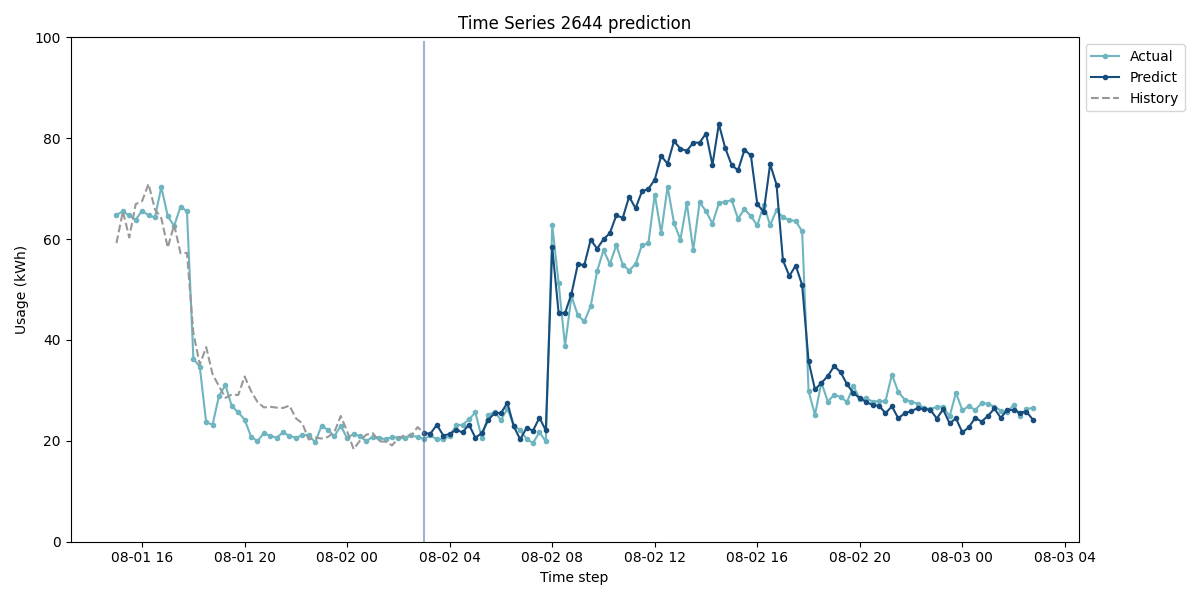 Time Series 2644 prediction
100
80
60
40
20
0
Usage (kWh)
08-01 16
08-01 20
08-02 00
08-02 04
08-02 08
08-02 12
08-02 16
08-02 20
08-03 00
08-03 04
Time step
Actual
Predict
History